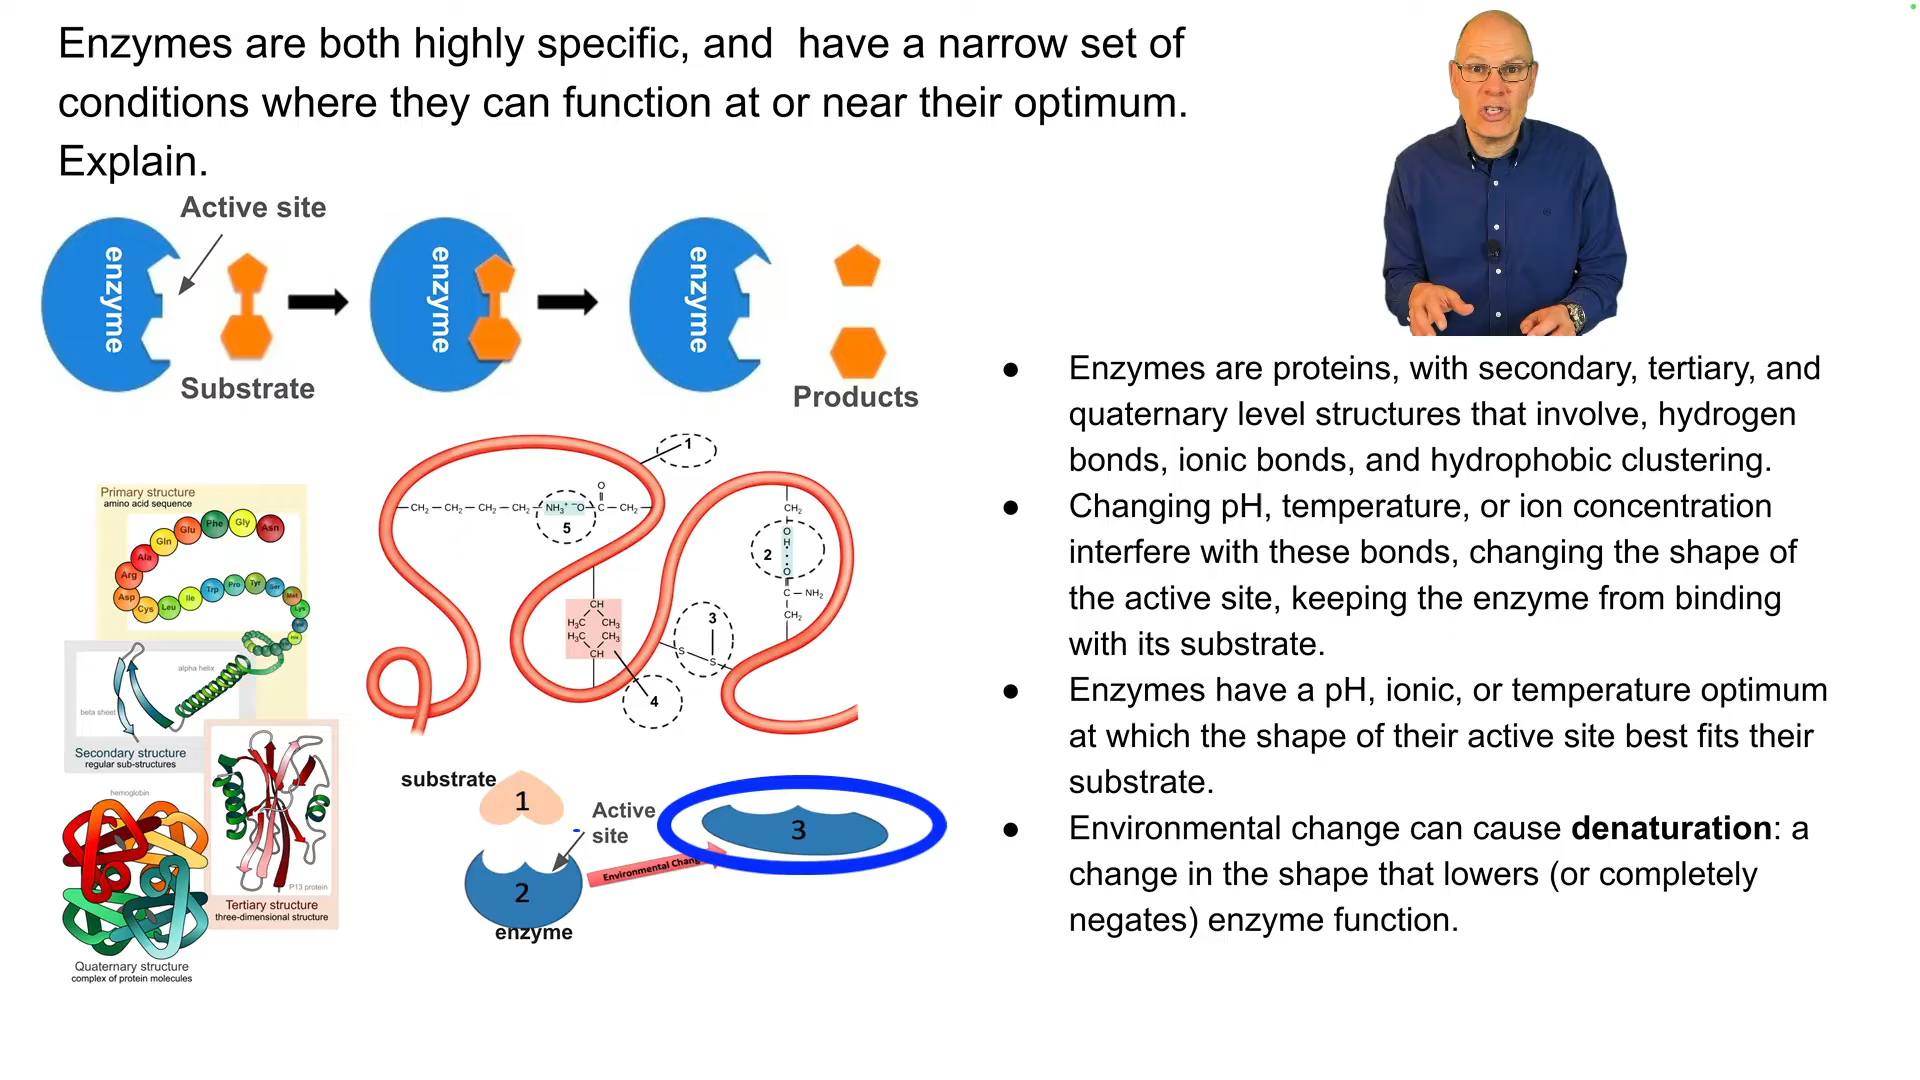 Enzymes are both highly specific, and  have a narrow set of
conditions where they can function at or near their optimum.
Explain.
Active site
enzyme
Substrate
enzyme
enzyme
Products
Primary structure
amino acid sequence
Asn
Gly
Phe
Glu
Gln
Ala
Arg
Asp
Cys
Leu
Ile
Trp
Pro
Tyr
Ser
Met
Lys
alpha helix
beta sheet
Secondary structure
regular sub-structures
P13 protein
Tertiary structure
three-dimensional structure
hemoglobin
Quaternary structure
complex of protein molecules
1
CH₂ — CH₂ — CH₂ — CH₂ NH₃⁺ ⁻O — C — CH₂
O
5
CH₂
O
H
O
2
C — NH₂
CH₂
CH
H₃C CH₃
H₃C CH₃
CH
4
3
S
S
substrate
1
Active
site
2
enzyme
Environmental Chan
3
● Enzymes are proteins, with secondary, tertiary, and
quaternary level structures that involve, hydrogen
bonds, ionic bonds, and hydrophobic clustering.
● Changing pH, temperature, or ion concentration
interfere with these bonds, changing the shape of
the active site, keeping the enzyme from binding
with its substrate.
● Enzymes have a pH, ionic, or temperature optimum
at which the shape of their active site best fits their
substrate.
● Environmental change can cause denaturation: a
change in the shape that lowers (or completely
negates) enzyme function.